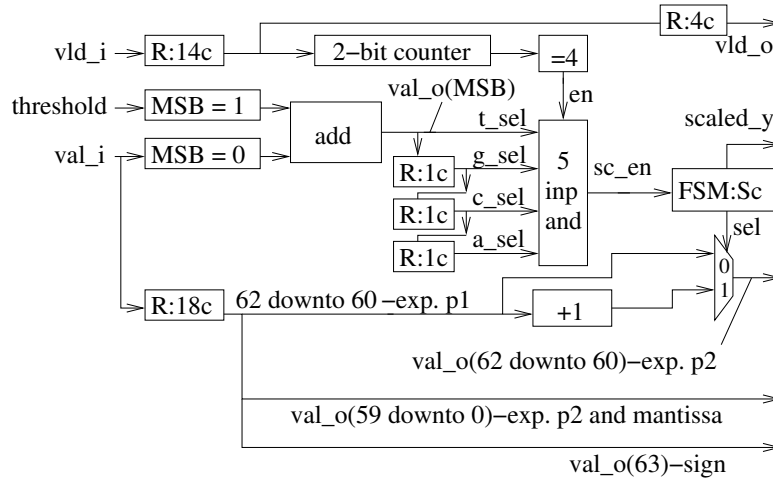 R:4c
vld_i R:14c 2-bit counter =4 vld_o
en
val_o(MSB)
threshold MSB = 1 t_sel scaled_y
add
val_i MSB = 0 g_sel
R:1c
5
inp
and
sc_en FSM:Sc
R:1c c_sel
sel
R:1c a_sel
0
1
R:18c 62 downto 60-exp. p1 +1
val_o(62 downto 60)-exp. p2
val_o(59 downto 0)-exp. p2 and mantissa
val_o(63)-sign